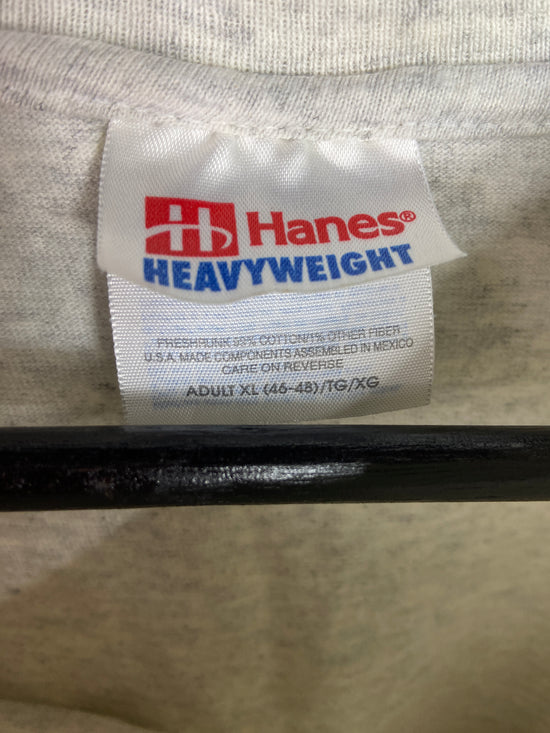 H Hanes®
HEAVYWEIGHT
PRESHRUNK 99% COTTON/1% OTHER FIBER
U.S.A. MADE COMPONENTS ASSEMBLED IN MEXICO
CARE ON REVERSE
ADULT XL (46-48)/TG/XG